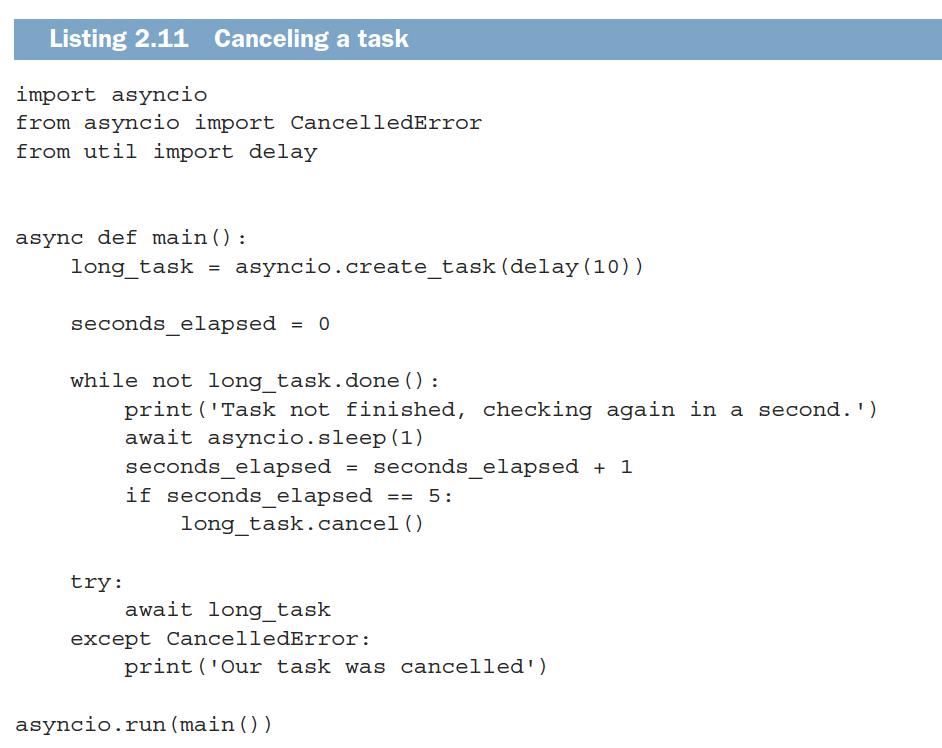 Listing 2.11 Canceling a task
import asyncio
from asyncio import CancelledError
from util import delay
async def main():
    long_task = asyncio.create_task(delay(10))
    seconds_elapsed = 0
    while not long_task.done():
        print('Task not finished, checking again in a second.')
        await asyncio.sleep(1)
        seconds_elapsed = seconds_elapsed + 1
        if seconds_elapsed == 5:
            long_task.cancel()
    try:
        await long_task
    except CancelledError:
        print('Our task was cancelled')
asyncio.run(main())